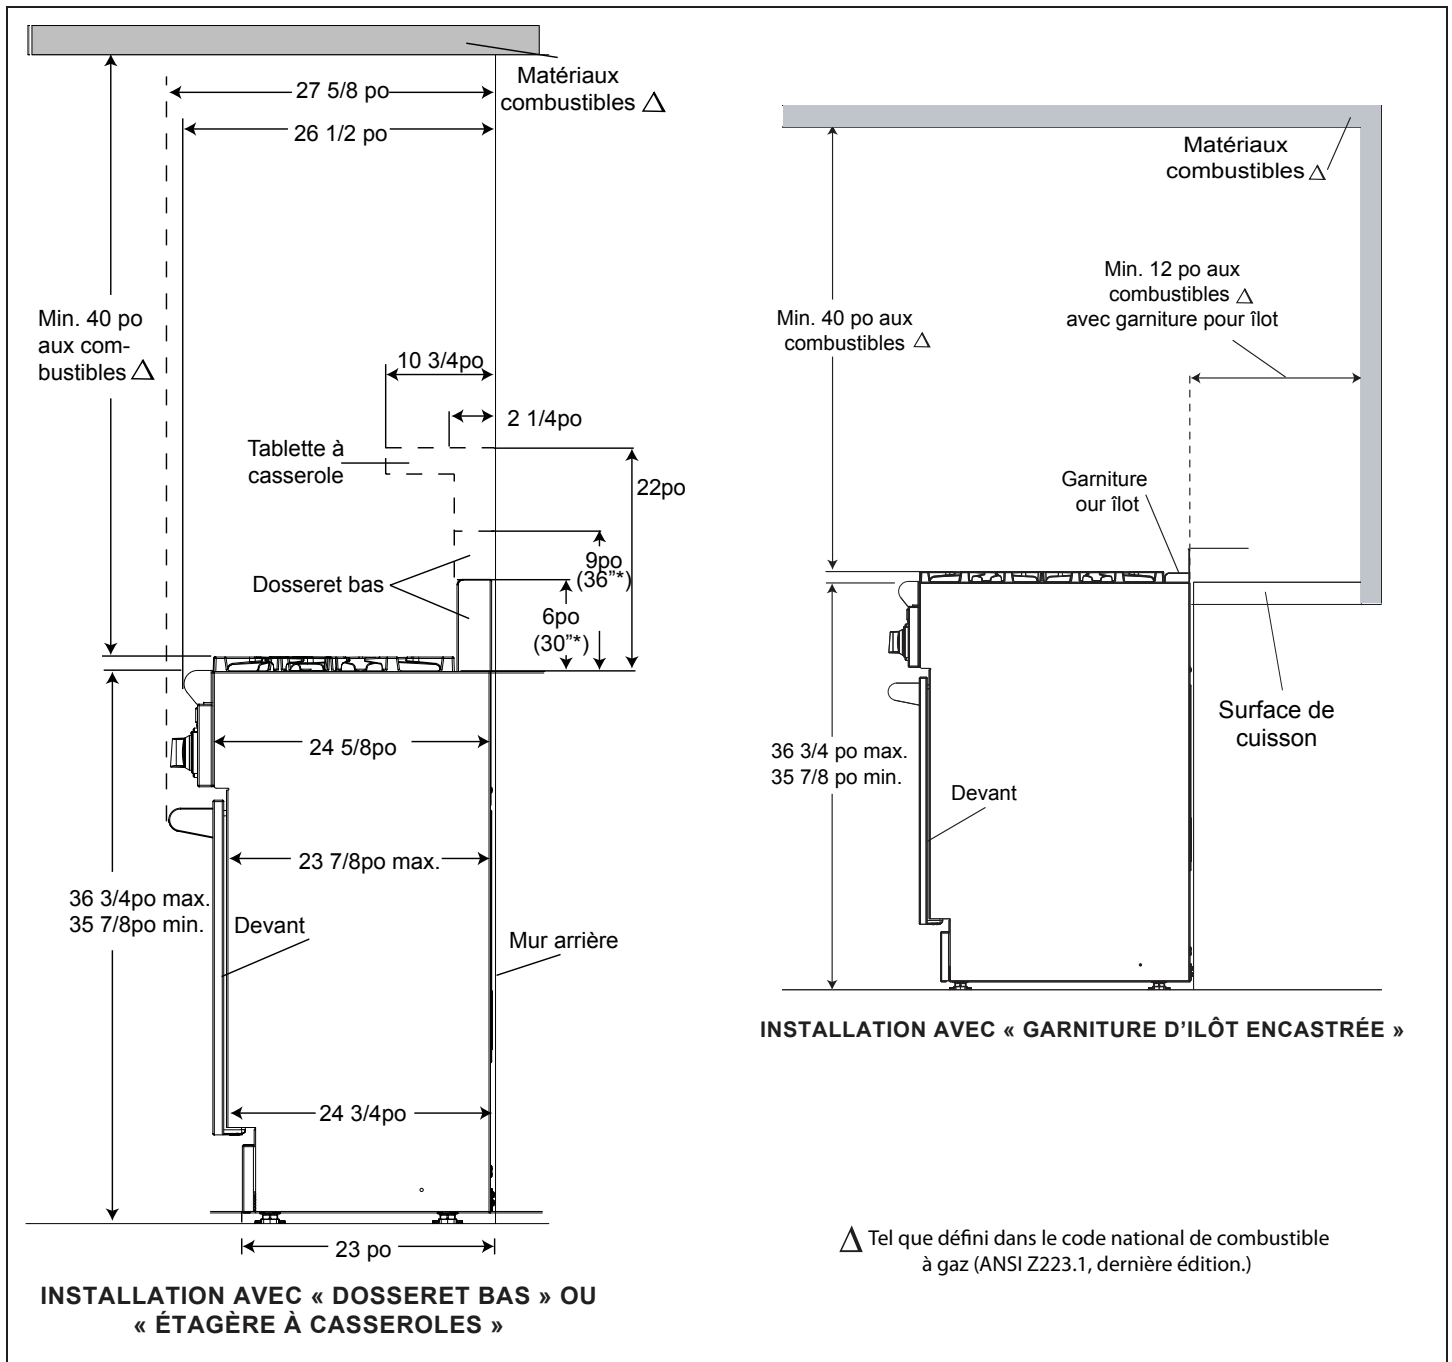 Matériaux
combustibles △
27 5/8 po
26 1/2 po
Min. 40 po
aux com-
bustibles △
10 3/4po
2 1/4po
Tablette à
casserole
22po
9po
(36”*)
Dosseret bas
6po
(30”*)
24 5/8po
23 7/8po max.
36 3/4po max.
35 7/8po min.
Devant
Mur arrière
24 3/4po
23 po
INSTALLATION AVEC « DOSSERET BAS » OU
« ÉTAGÈRE À CASSEROLES »
Matériaux
combustibles △
Min. 12 po aux
combustibles △
avec garniture pour îlot
Min. 40 po aux
combustibles △
Garniture
our îlot
Surface de
cuisson
36 3/4 po max.
35 7/8 po min.
Devant
INSTALLATION AVEC « GARNITURE D’ILÔT ENCASTRÉE »
△ Tel que défini dans le code national de combustible
à gaz (ANSI Z223.1, dernière édition.)